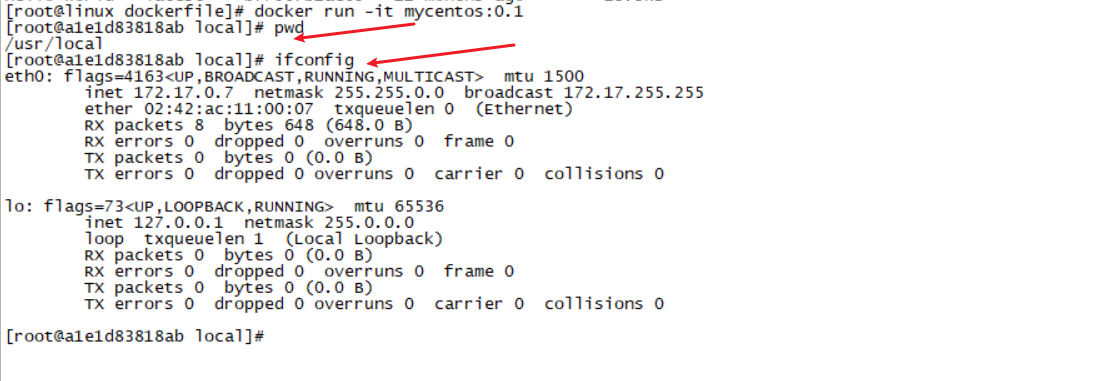 [root@linux dockerfile]# docker run -it mycentos:0.1
[root@a1e1d83818ab local]# pwd
/usr/local
[root@a1e1d83818ab local]# ifconfig
eth0: flags=4163<UP,BROADCAST,RUNNING,MULTICAST>  mtu 1500
        inet 172.17.0.7  netmask 255.255.0.0  broadcast 172.17.255.255
        ether 02:42:ac:11:00:07  txqueuelen 0  (Ethernet)
        RX packets 8  bytes 648 (648.0 B)
        RX errors 0  dropped 0  overruns 0  frame 0
        TX packets 0  bytes 0 (0.0 B)
        TX errors 0  dropped 0 overruns 0  carrier 0  collisions 0
lo: flags=73<UP,LOOPBACK,RUNNING>  mtu 65536
        inet 127.0.0.1  netmask 255.0.0.0
        loop  txqueuelen 1  (Local Loopback)
        RX packets 0  bytes 0 (0.0 B)
        RX errors 0  dropped 0  overruns 0  frame 0
        TX packets 0  bytes 0 (0.0 B)
        TX errors 0  dropped 0 overruns 0  carrier 0  collisions 0
[root@a1e1d83818ab local]#